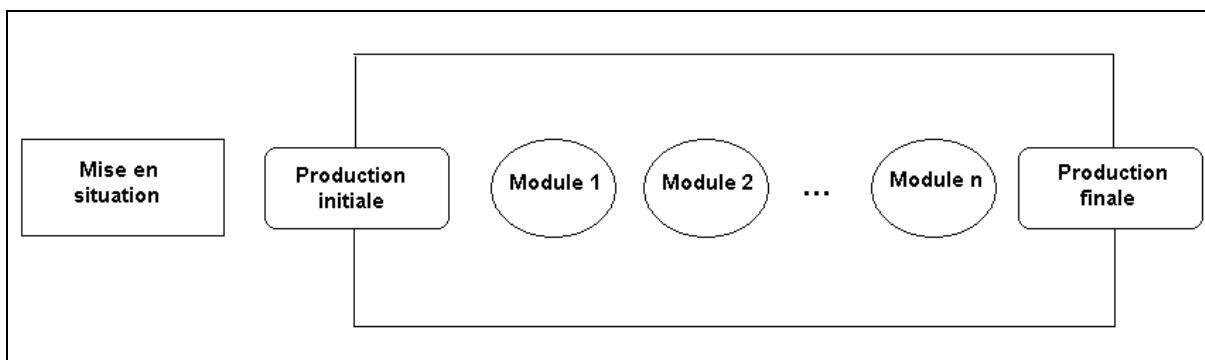 Mise en
situation
Production
initiale
Module 1
Module 2
...
Module n
Production
finale